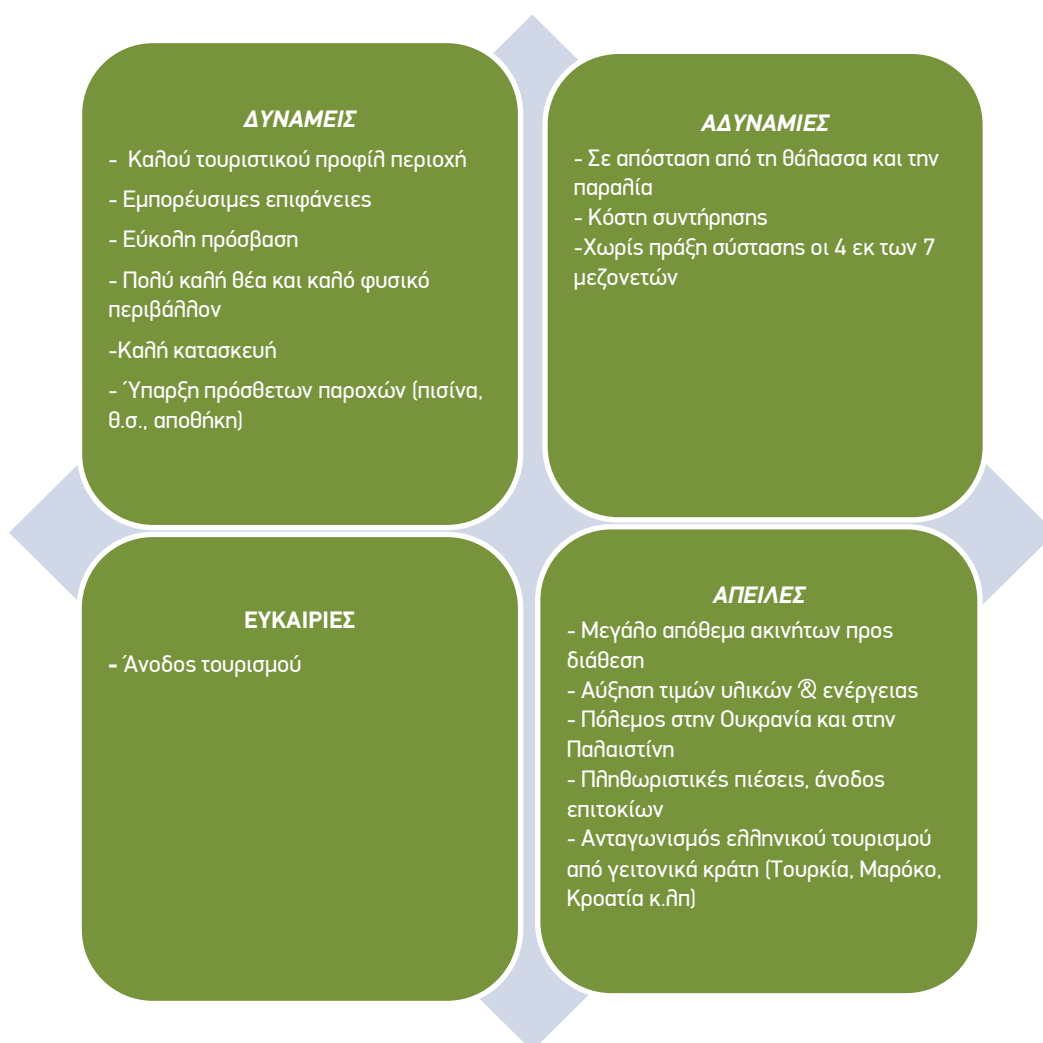 ΔΥΝΑΜΕΙΣ
- Καλού τουριστικού προφίλ περιοχή
- Εμπορέυσιμες επιφάνειες
- Εύκολη πρόσβαση
- Πολύ καλή θέα και καλό φυσικό
περιβάλλον
-Καλή κατασκευή
- Ύπαρξη πρόσθετων παροχών (πισίνα,
θ.σ., αποθήκη)
ΑΔΥΝΑΜΙΕΣ
- Σε απόσταση από τη θάλασσα και την
παραλία
- Κόστη συντήρησης
-Χωρίς πράξη σύστασης οι 4 εκ των 7
μεζονετών
ΕΥΚΑΙΡΙΕΣ
- Άνοδος τουρισμού
ΑΠΕΙΛΕΣ
- Μεγάλο απόθεμα ακινήτων προς
διάθεση
- Αύξηση τιμών υλικών & ενέργειας
- Πόλεμος στην Ουκρανία και στην
Παλαιστίνη
- Πληθωριστικές πιέσεις, άνοδος
επιτοκίων
- Ανταγωνισμός ελληνικού τουρισμού
από γειτονικά κράτη (Τουρκία, Μαρόκο,
Κροατία κ.λπ)